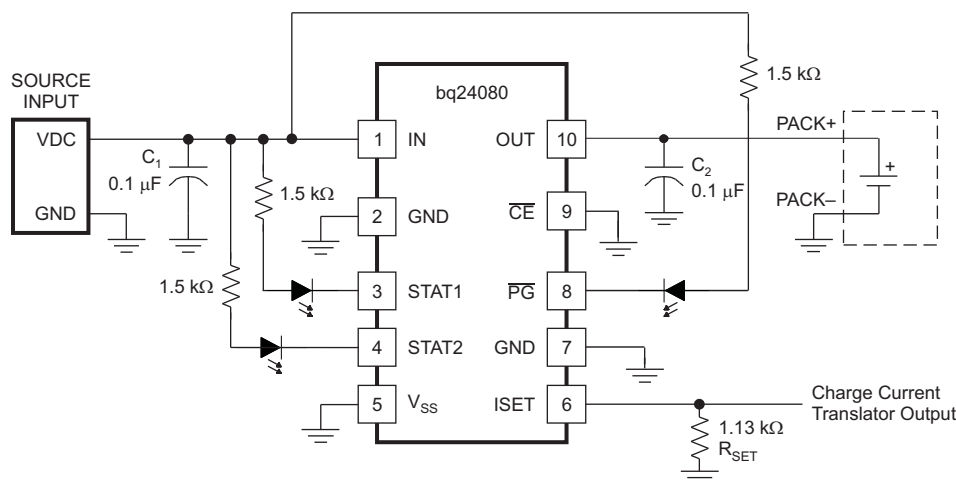 SOURCE
INPUT
VDC
GND
C1
0.1 μF
1.5 kΩ
1.5 kΩ
bq24080
1
IN
2
GND
3
STAT1
4
STAT2
5
VSS
OUT
10
CE
9
PG
8
GND
7
ISET
6
1.5 kΩ
C2
0.1 μF
PACK+
+
PACK–
Charge Current
Translator Output
1.13 kΩ
RSET